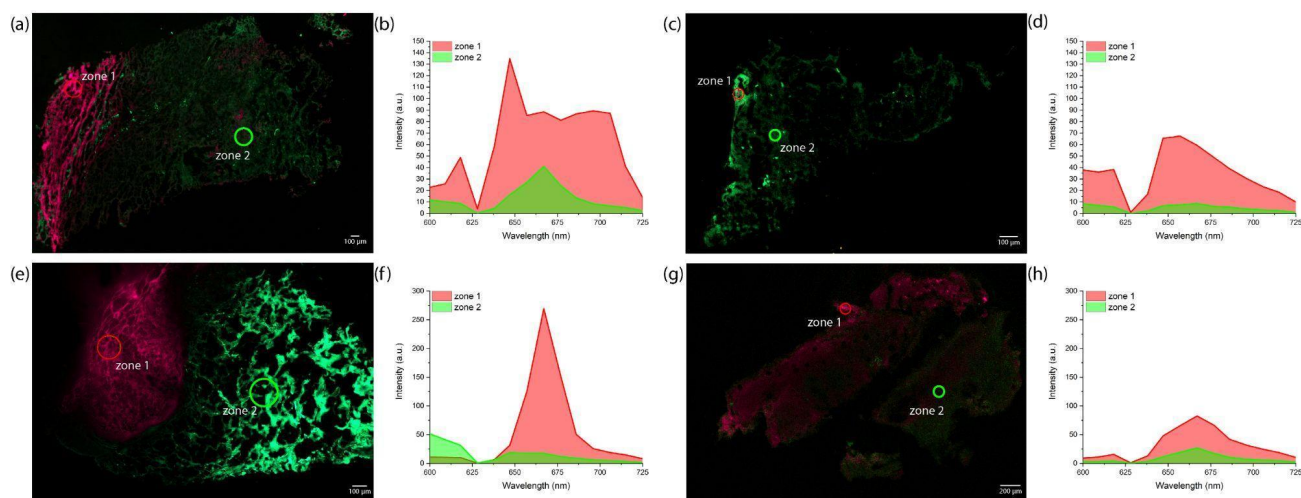 (a)
zone 1
zone 2
100 µm
(b)
zone 1
zone 2
Intensity (a.u.)
150
140
130
120
110
100
90
80
70
60
50
40
30
20
10
0
600
625
650
675
700
725
Wavelength (nm)
(c)
zone 1
zone 2
100 µm
(d)
zone 1
zone 2
Intensity (a.u.)
150
140
130
120
110
100
90
80
70
60
50
40
30
20
10
0
600
625
650
675
700
725
Wavelength (nm)
(e)
zone 1
zone 2
100 µm
(f)
zone 1
zone 2
Intensity (a.u.)
300
250
200
150
100
50
0
600
625
650
675
700
725
Wavelength (nm)
(g)
zone 1
zone 2
200 µm
(h)
zone 1
zone 2
Intensity (a.u.)
300
250
200
150
100
50
0
600
625
650
675
700
725
Wavelength (nm)